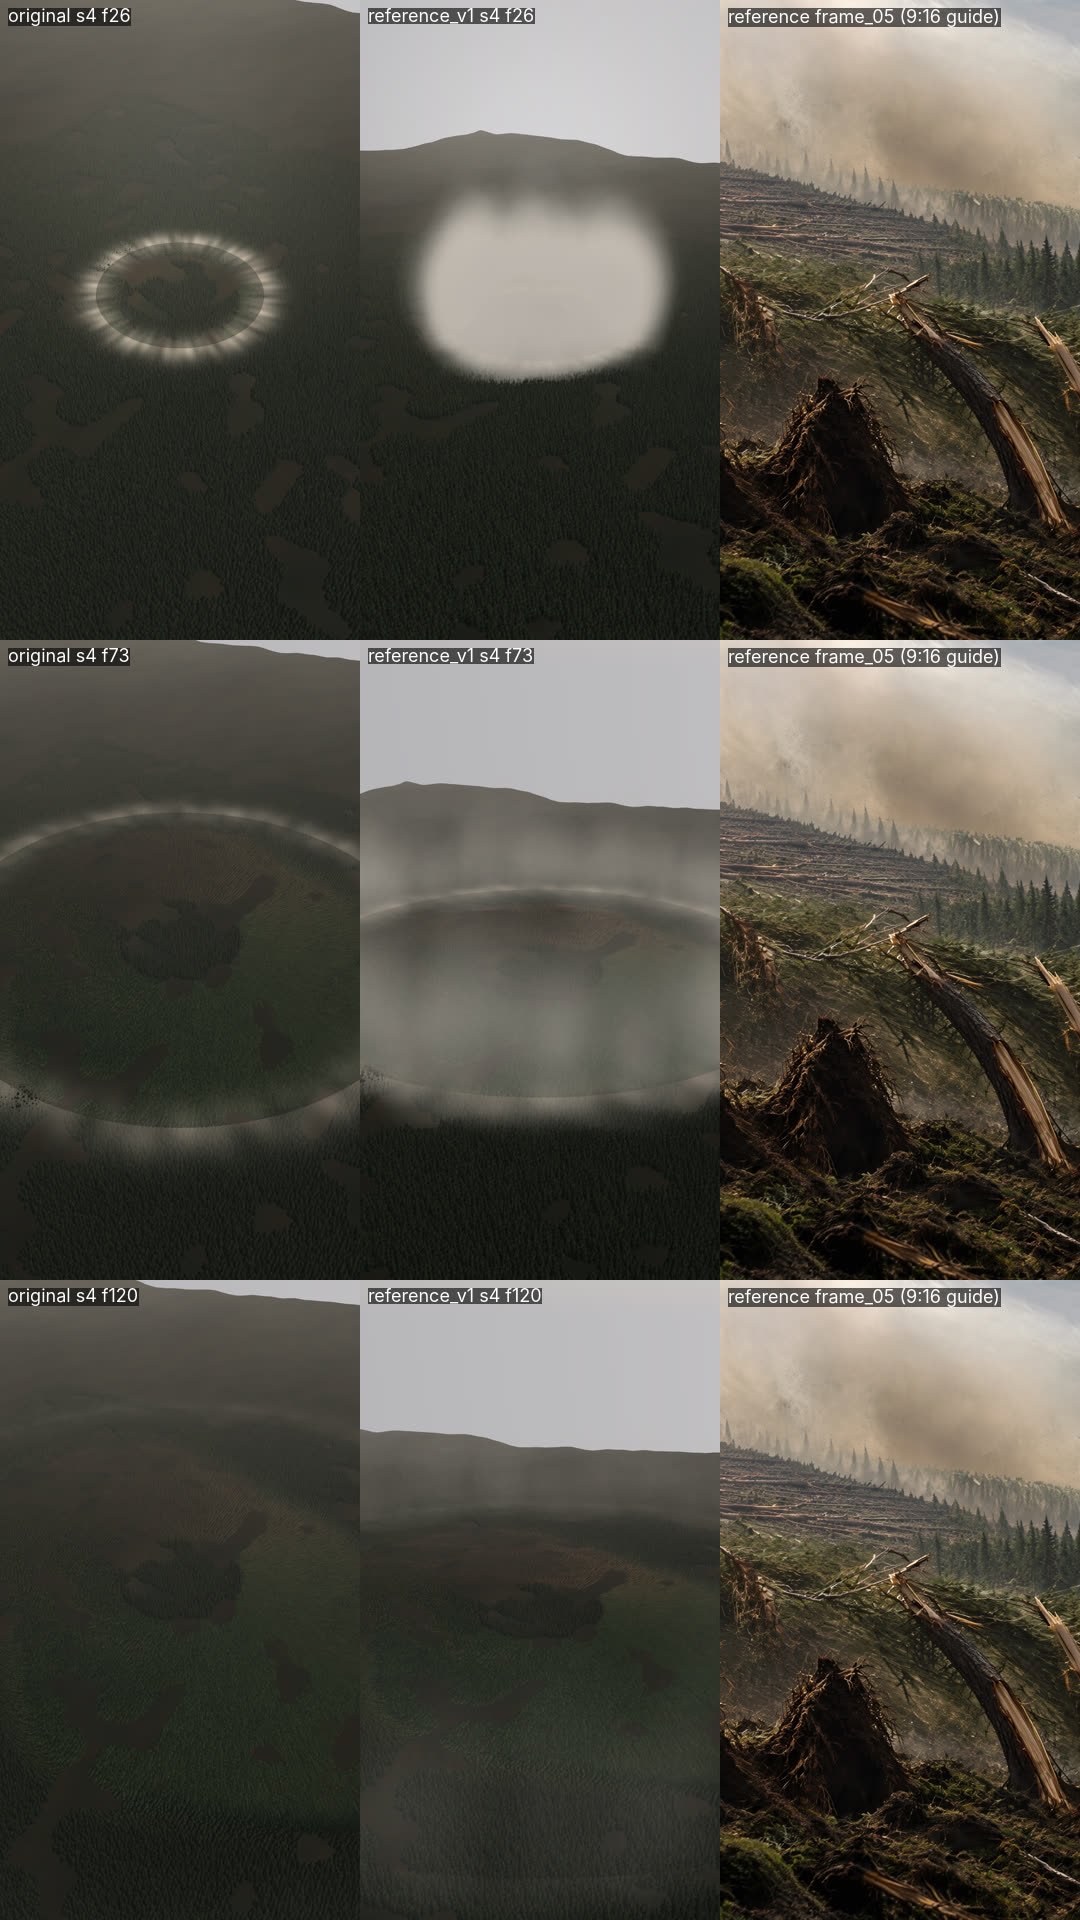 original s4 f26
reference_v1 s4 f26
reference frame_05 (9:16 guide)
original s4 f73
reference_v1 s4 f73
reference frame_05 (9:16 guide)
original s4 f120
reference_v1 s4 f120
reference frame_05 (9:16 guide)